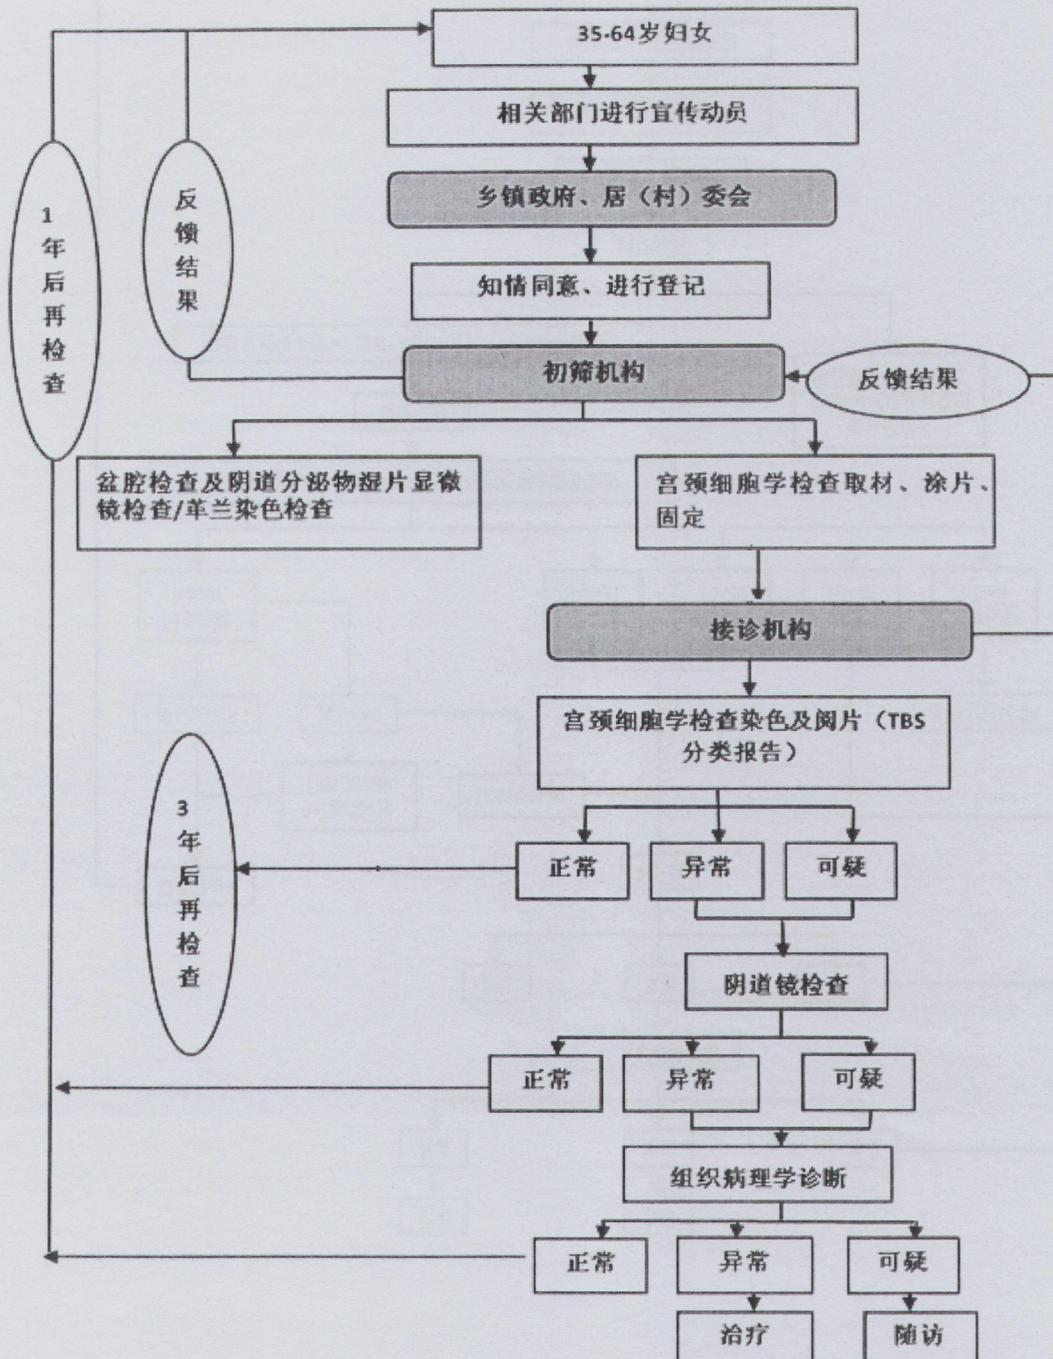 35-64岁妇女
相关部门进行宣传动员
乡镇政府、居（村）委会
知情同意、进行登记
初筛机构
反馈结果
反馈结果
1年后再检查
盆腔检查及阴道分泌物湿片显微
镜检查/革兰染色检查
宫颈细胞学检查取材、涂片、
固定
接诊机构
宫颈细胞学检查染色及阅片（TBS
分类报告）
3年后再检查
正常
异常
可疑
阴道镜检查
正常
异常
可疑
组织病理学诊断
正常
异常
可疑
治疗
随访